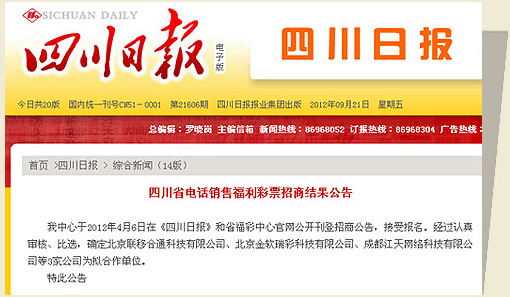 SICHUAN DAILY
四川日报
电子版
四川日报
今日共20版 国内统一刊号CN51-0001 第21606期 四川日报报业集团出版 2012年09月21日 星期五
总编辑：罗晓岗 主编信箱 新闻热线：86968052 订报热线：86968304 广告热线：
首页 >四川日报 > 综合新闻（14版）
四川省电话销售福利彩票招商结果公告
我中心于2012年4月6日在《四川日报》和省福彩中心官网公开刊登招商公告，接受报名。经过认真
审核、比选，确定北京联移合通科技有限公司、北京金软瑞彩科技有限公司、成都江天网络科技有限公
司等3家公司为拟合作单位。
特此公告